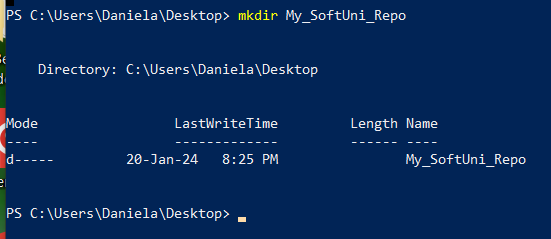 PS C:\Users\Daniela\Desktop> mkdir My_SoftUni_Repo
Directory: C:\Users\Daniela\Desktop
Mode LastWriteTime Length Name
---- ------------- ------ ----
d----- 20-Jan-24 8:25 PM My_SoftUni_Repo
PS C:\Users\Daniela\Desktop>